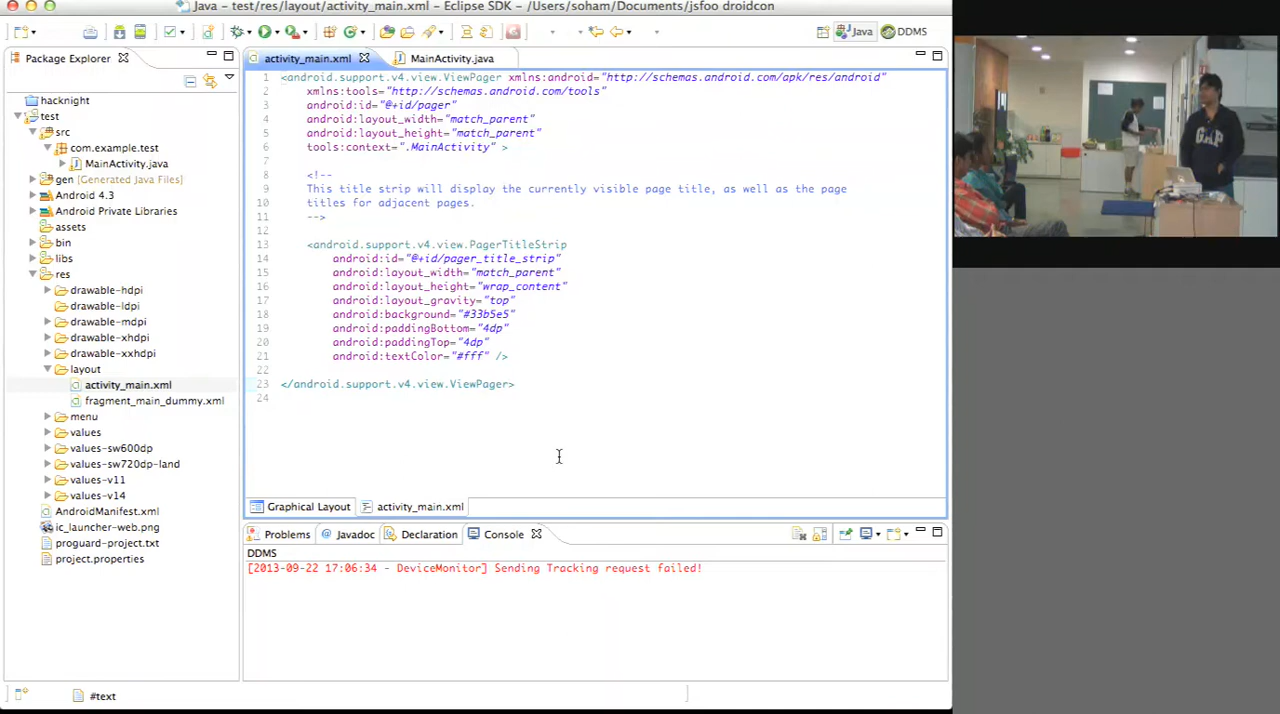 Java - test/res/layout/activity_main.xml - Eclipse SDK - /Users/soham/Documents/jsfoo droidcon
Java
DDMS
Package Explorer
activity_main.xml
MainActivity.java
hacknight
test
src
com.example.test
MainActivity.java
gen [Generated Java Files]
Android 4.3
Android Private Libraries
assets
bin
libs
res
drawable-hdpi
drawable-ldpi
drawable-mdpi
drawable-xhdpi
drawable-xxhdpi
layout
activity_main.xml
fragment_main_dummy.xml
menu
values
values-sw600dp
values-sw720dp-land
values-v11
values-v14
AndroidManifest.xml
ic_launcher-web.png
proguard-project.txt
project.properties
1 <android.support.v4.view.ViewPager xmlns:android="http://schemas.android.com/apk/res/android"
2 xmlns:tools="http://schemas.android.com/tools"
3 android:id="@+id/pager"
4 android:layout_width="match_parent"
5 android:layout_height="match_parent"
6 tools:context=".MainActivity" >
7
8 <!--
9 This title strip will display the currently visible page title, as well as the page
10 titles for adjacent pages.
11 -->
12
13 <android.support.v4.view.PagerTitleStrip
14 android:id="@+id/pager_title_strip"
15 android:layout_width="match_parent"
16 android:layout_height="wrap_content"
17 android:layout_gravity="top"
18 android:background="#33b5e5"
19 android:paddingBottom="4dp"
20 android:paddingTop="4dp"
21 android:textColor="#fff" />
22
23 </android.support.v4.view.ViewPager>
24
Graphical Layout
activity_main.xml
Problems
@ Javadoc
Declaration
Console
DDMS
[2013-09-22 17:06:34 - DeviceMonitor] Sending Tracking request failed!
#text
GAP